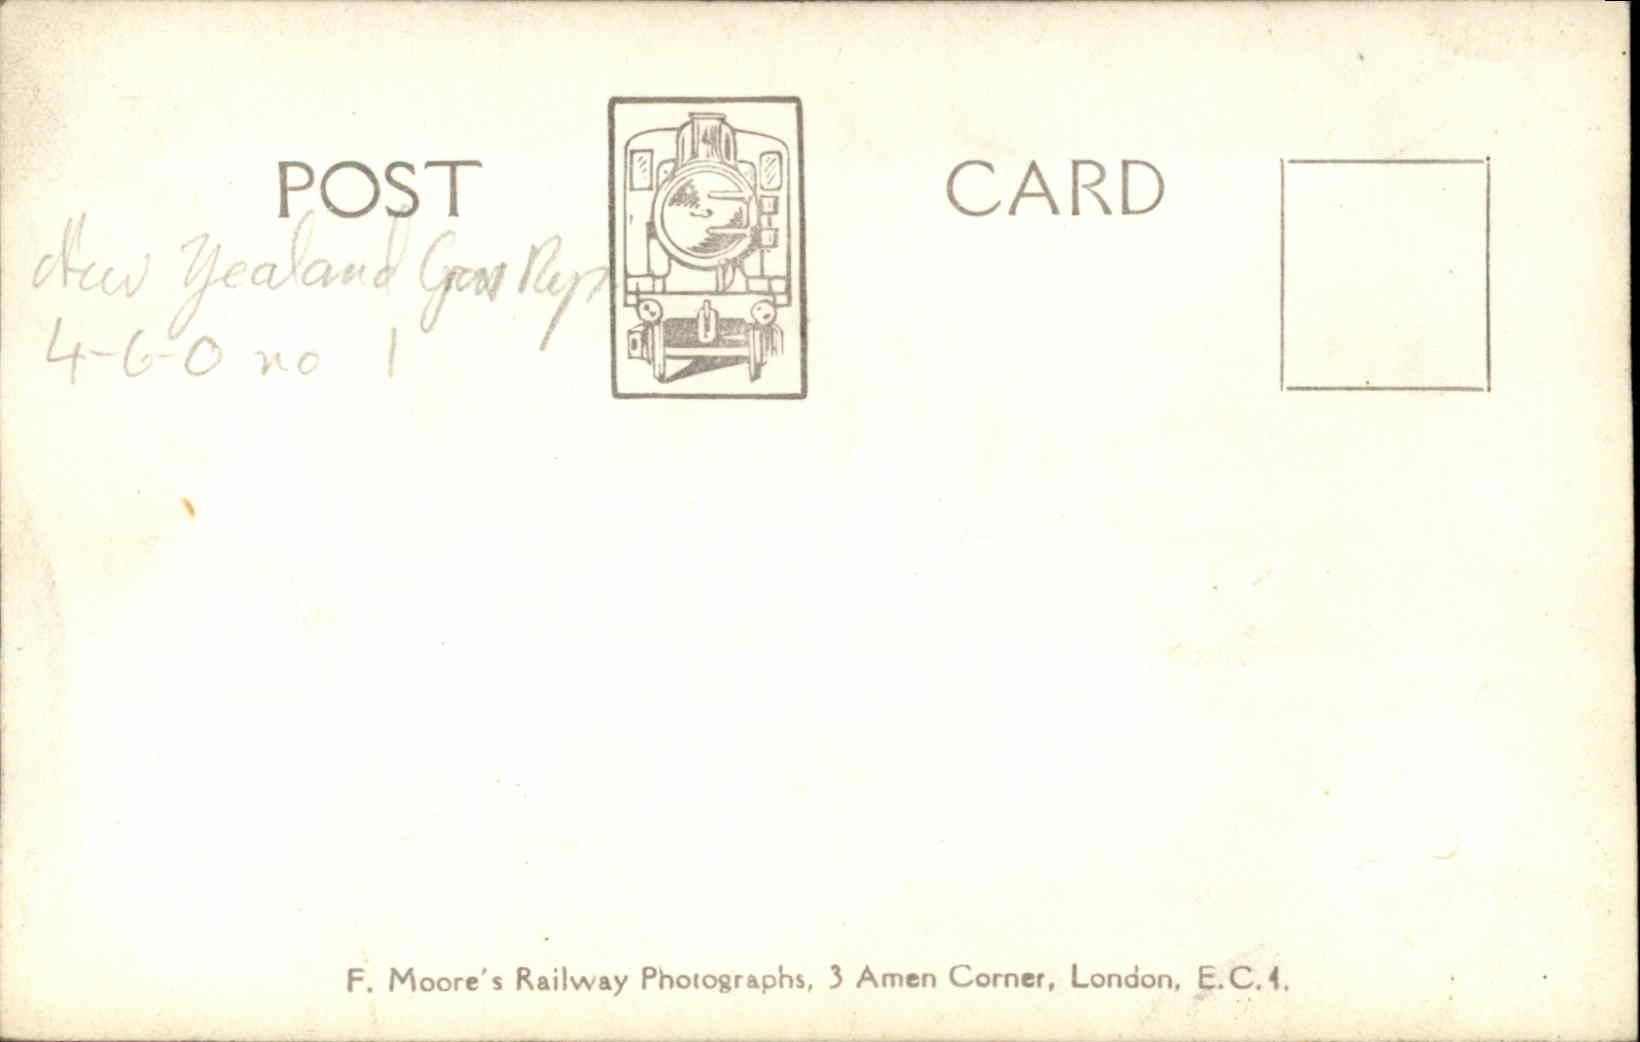 POST CARD
New Zealand Govt Rys
4-6-0 no 1
F. Moore's Railway Photographs, 3 Amen Corner, London, E.C.4.